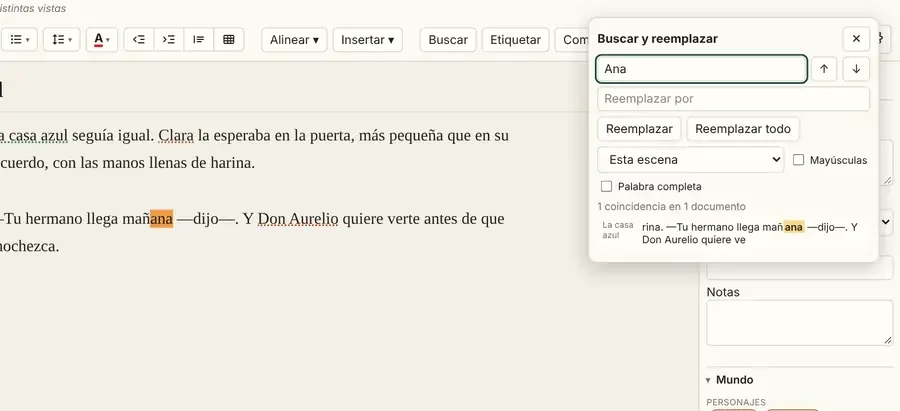 istintas vistas
A
Alinear ▾
Insertar ▾
Buscar
Etiquetar
Com
a casa azul seguía igual. Clara la esperaba en la puerta, más pequeña que en su
cuerdo, con las manos llenas de harina.
—Tu hermano llega mañana —dijo—. Y Don Aurelio quiere verte antes de que
nochezca.
Buscar y reemplazar
Ana
Reemplazar por
Reemplazar
Reemplazar todo
Esta escena
Mayúsculas
Palabra completa
1 coincidencia en 1 documento
La casa
azul
rina. —Tu hermano llega mañana —dijo—. Y
Don Aurelio quiere ve
Notas
Mundo
PERSONAJES